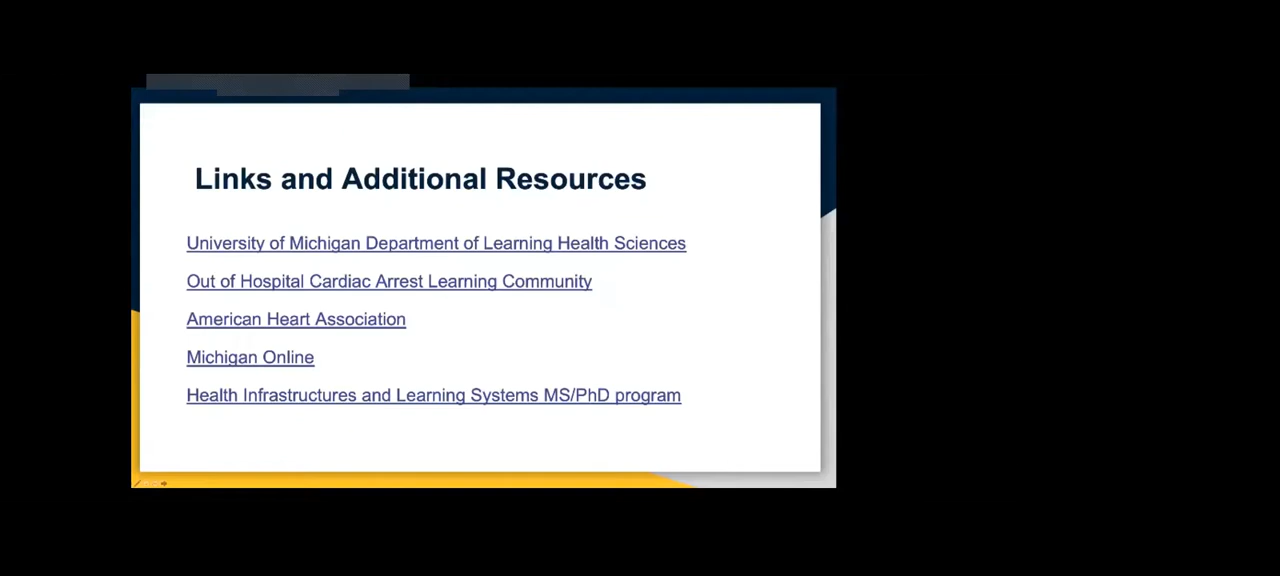 Links and Additional Resources
University of Michigan Department of Learning Health Sciences
Out of Hospital Cardiac Arrest Learning Community
American Heart Association
Michigan Online
Health Infrastructures and Learning Systems MS/PhD program